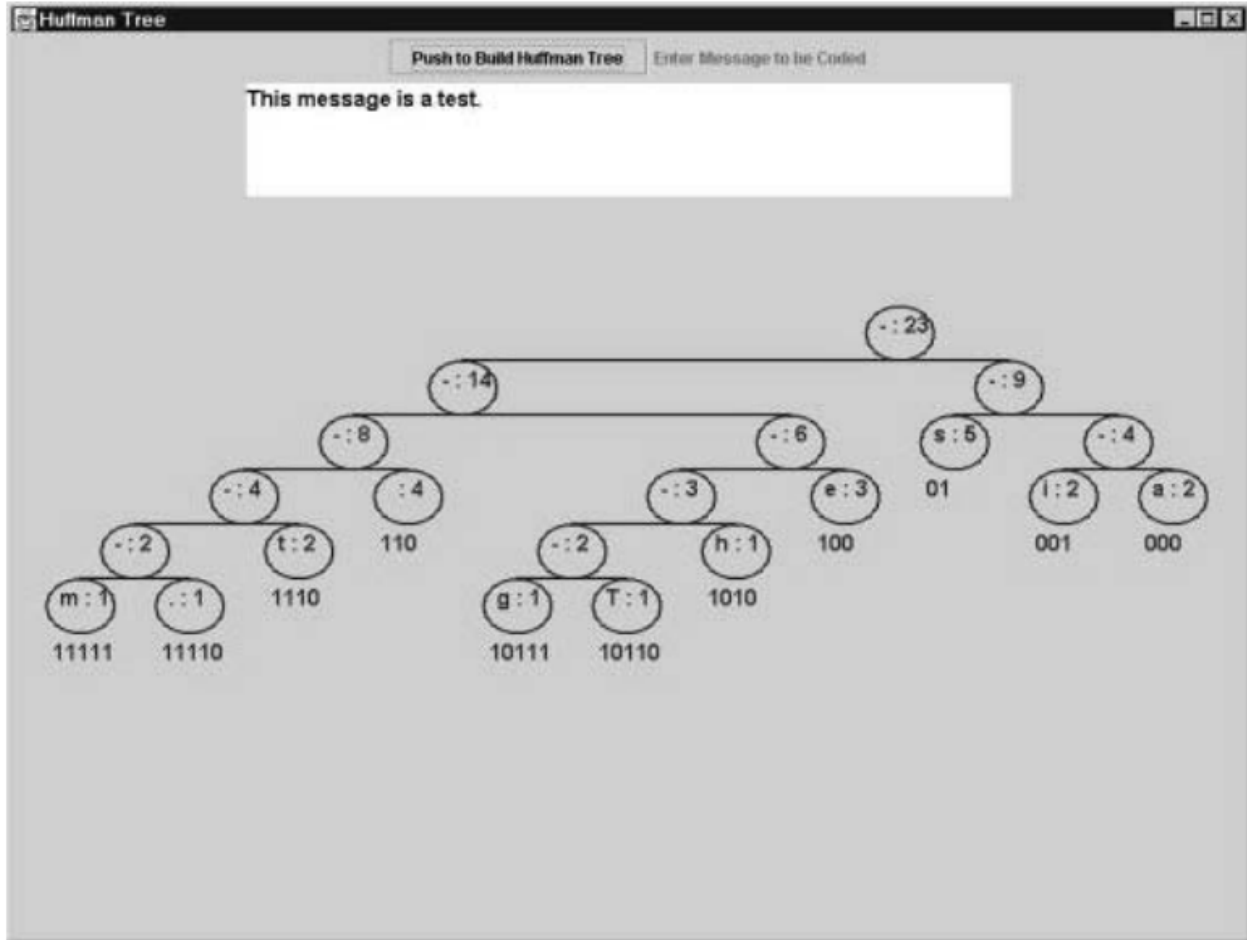 Huffman Tree
Push to Build Huffman Tree Enter Message to be Coded
This message is a test.
- : 23
- : 14 - : 9
- : 8 - : 6 s : 5 - : 4
- : 4 : 4 - : 3 e : 3 01 i : 2 a : 2
- : 2 t : 2 110 - : 2 h : 1 100 001 000
m : 1 . : 1 1110 g : 1 T : 1 1010
11111 11110 10111 10110